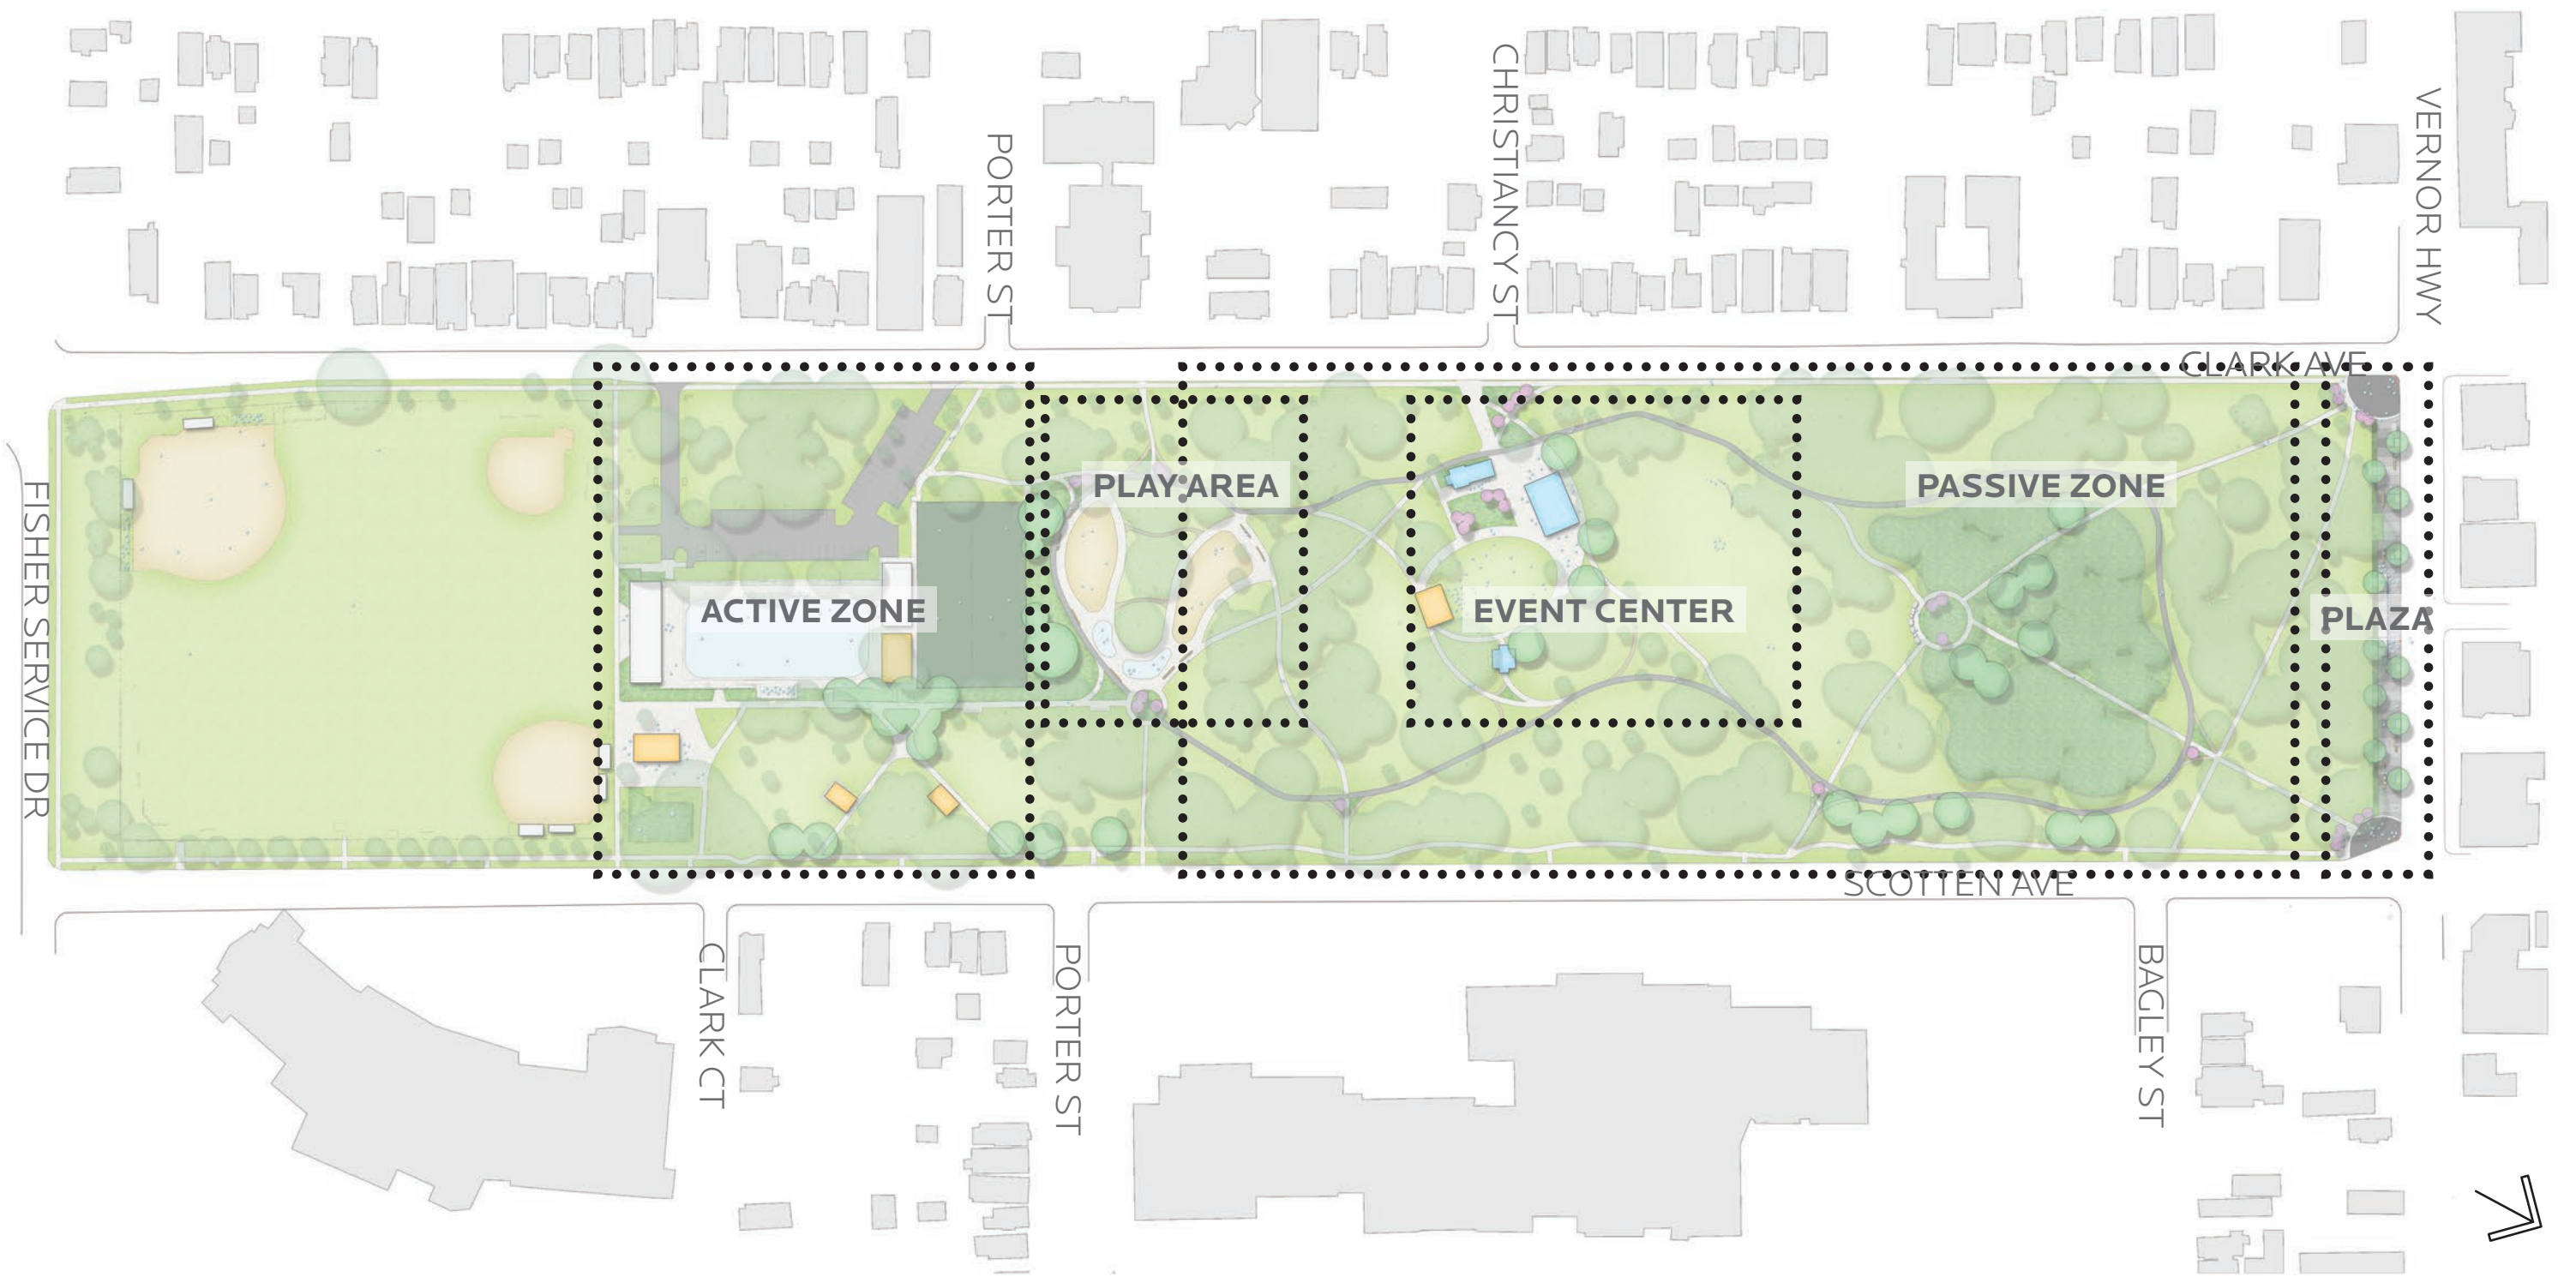 CHRISTIANCY ST
VERNOR HWY
PORTER ST
CLARK AVE
PLAY AREA
PASSIVE ZONE
FISHER SERVICE DR
ACTIVE ZONE
EVENT CENTER
PLAZA
SCOTTEN AVE
CLARK CT
PORTER ST
BAGLEY ST